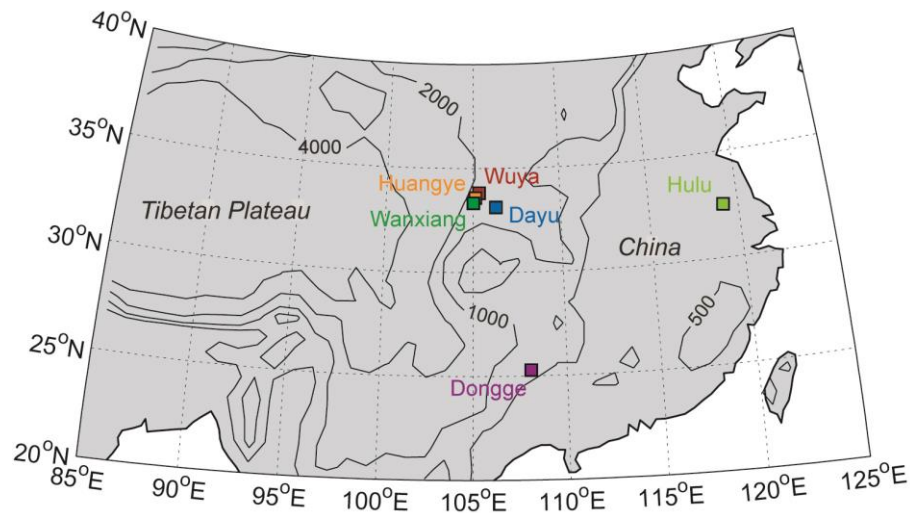 40°N
35°N
30°N
25°N
20°N
2000
4000
Huangye
Wuya
Wanxiang
Dayu
Hulu
Tibetan Plateau
China
1000
500
Dongge
85°E
90°E
95°E
100°E
105°E
110°E
115°E
120°E
125°E